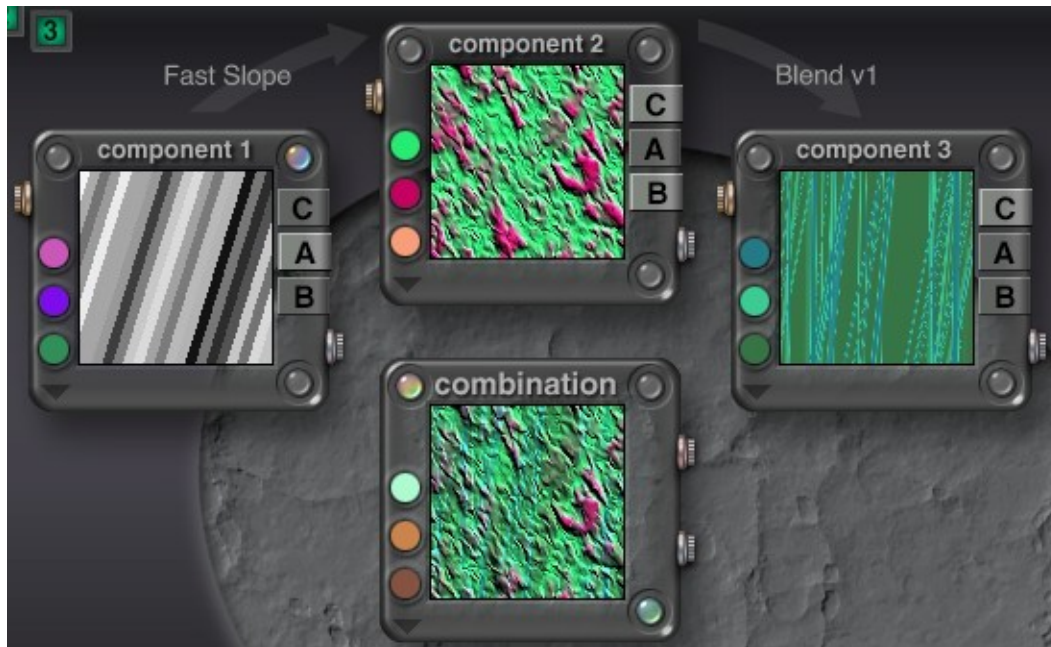 3
component 2
Fast Slope
Blend v1
C
A
B
component 1
C
A
B
component 3
C
A
B
combination